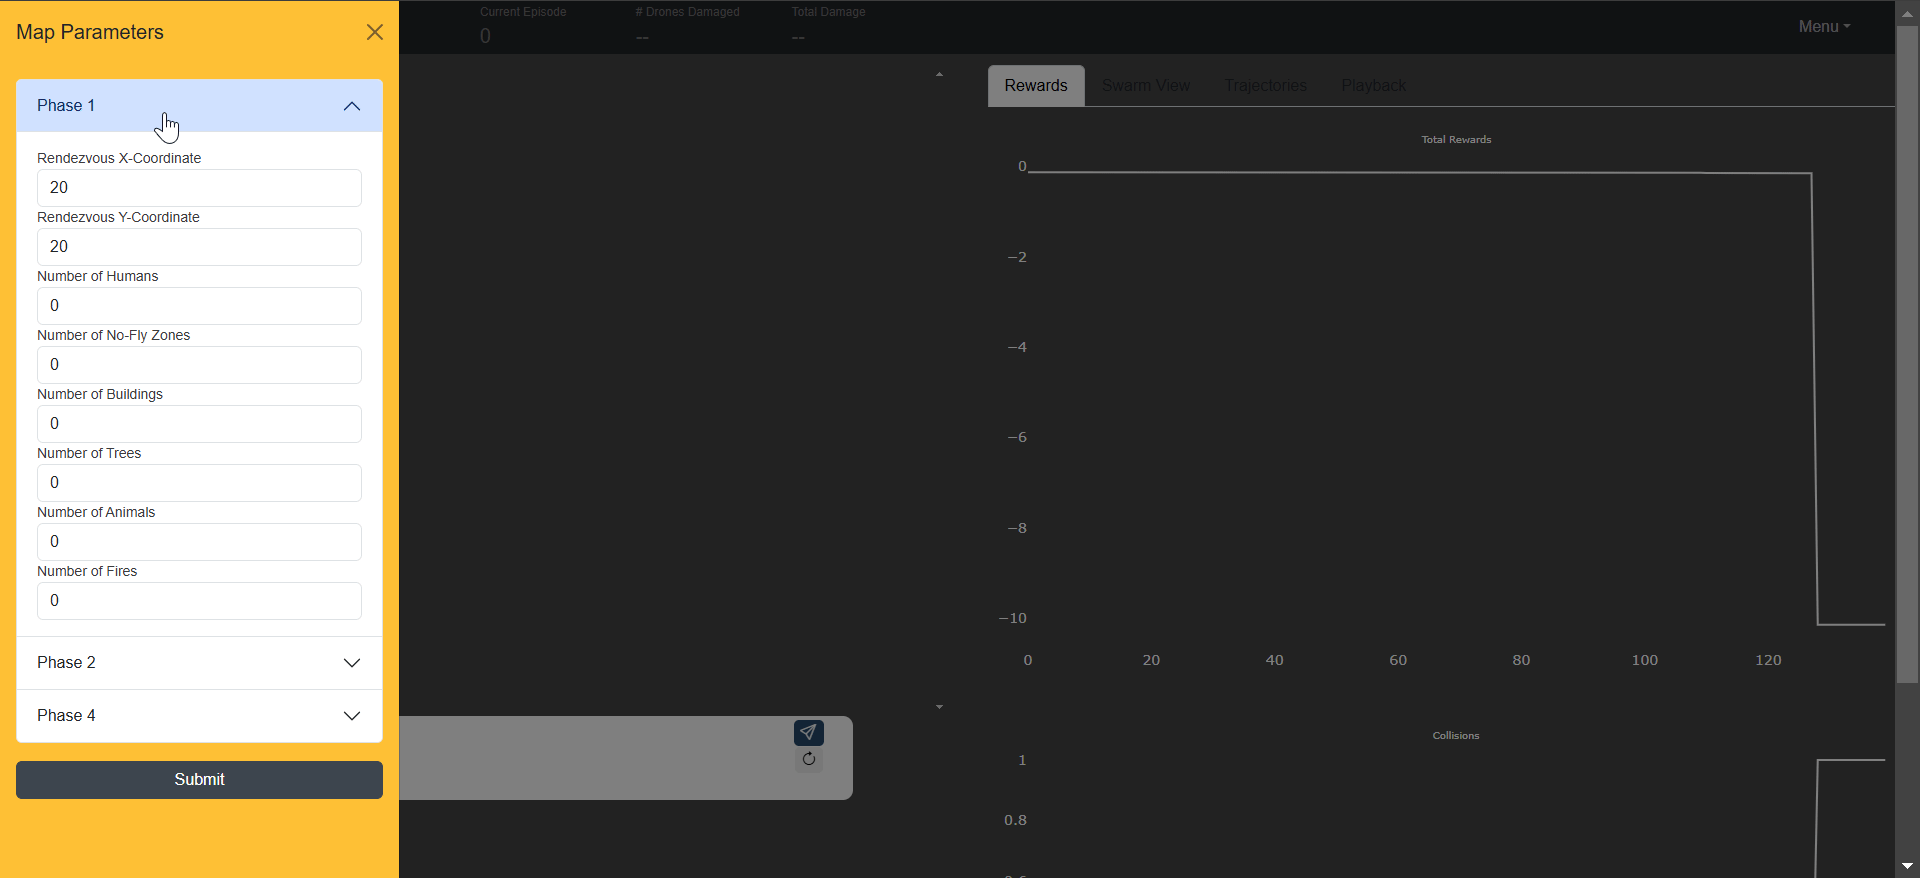 Map Parameters
Phase 1
Rendezvous X-Coordinate
20
Rendezvous Y-Coordinate
20
Number of Humans
0
Number of No-Fly Zones
0
Number of Buildings
0
Number of Trees
0
Number of Animals
0
Number of Fires
0
Phase 2
Phase 4
Submit
Current Episode
0
# Drones Damaged
--
Total Damage
--
Menu
Rewards Swarm View Trajectories Playback
Total Rewards
0
−2
−4
−6
−8
−10
0 20 40 60 80 100 120
Collisions
1
0.8